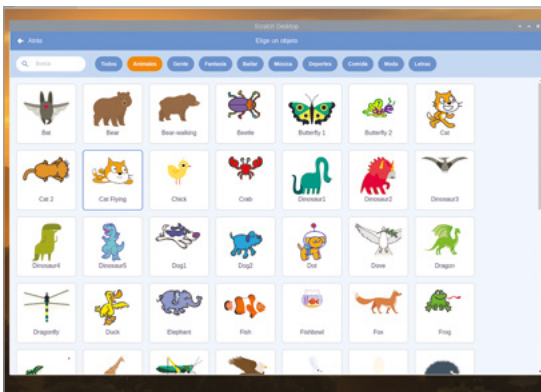 Scratch Desktop
Atrás
Elige un objeto
Busca
Todos Animales Gente Fantasía Bailar Música Deportes Comida Moda Letras
Bat Bear Bear-walking Beetle Butterfly 1 Butterfly 2 Cat
Cat 2 Cat Flying Chick Crab Dinosaur1 Dinosaur2 Dinosaur3
Dinosaur4 Dinosaur5 Dog1 Dog2 Dot Dove Dragon
Dragonfly Duck Elephant Fish Fishbowl Fox Frog